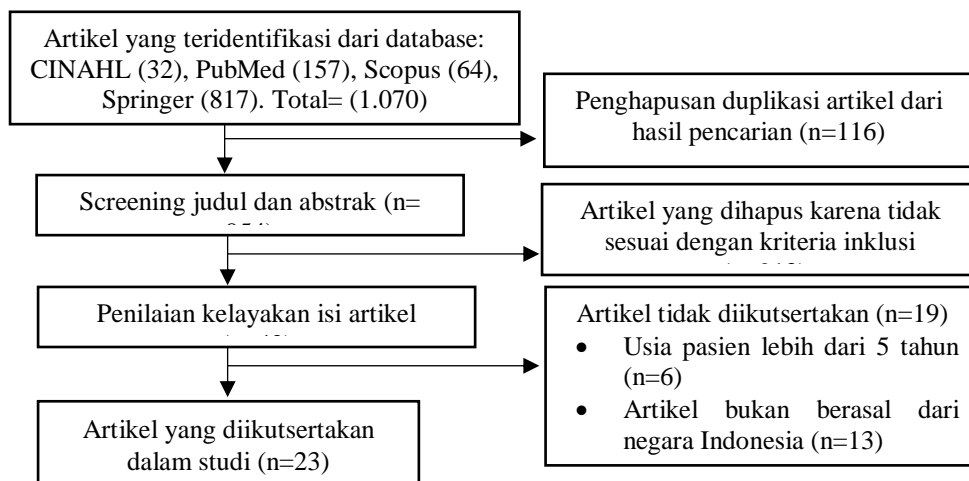 Artikel yang teridentifikasi dari database:
CINAHL (32), PubMed (157), Scopus (64),
Springer (817). Total= (1.070)
Penghapusan duplikasi artikel dari
hasil pencarian (n=116)
Screening judul dan abstrak (n=
Artikel yang dihapus karena tidak
sesuai dengan kriteria inklusi
Penilaian kelayakan isi artikel
Artikel tidak diikutsertakan (n=19)
• Usia pasien lebih dari 5 tahun
(n=6)
• Artikel bukan berasal dari
negara Indonesia (n=13)
Artikel yang diikutsertakan
dalam studi (n=23)